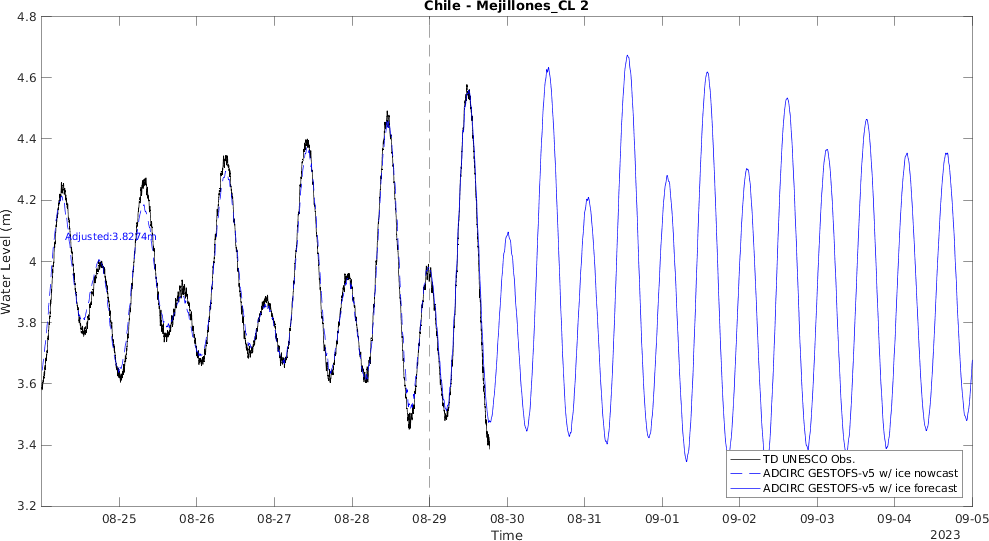 Chile - Mejillones_CL 2
4.8
4.6
4.4
4.2
4
3.8
3.6
3.4
3.2
Water Level (m)
Adjusted:3.8274m
TD UNESCO Obs.
ADCIRC GESTOFS-v5 w/ ice nowcast
ADCIRC GESTOFS-v5 w/ ice forecast
08-25 08-26 08-27 08-28 08-29 08-30 08-31 09-01 09-02 09-03 09-04 09-05
Time
2023